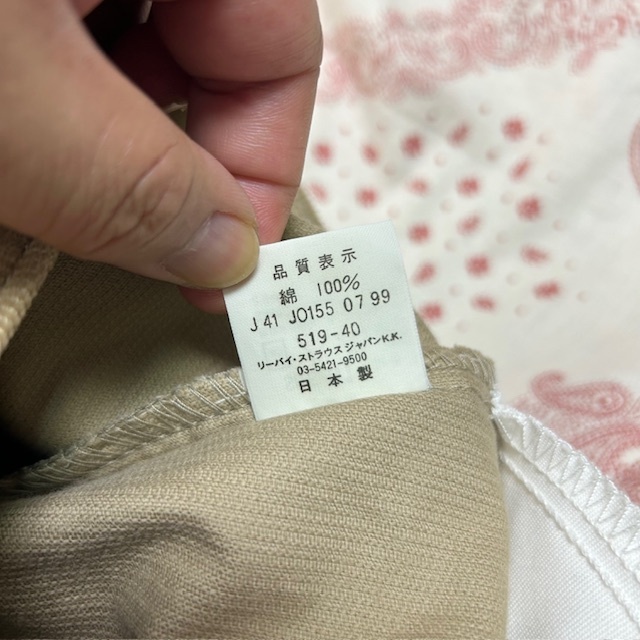 品質表示
綿 100%
J 41 J0155 07 99
519-40
リーバイ・ストラウス ジャパンK.K.
03-5421-9500
日本製